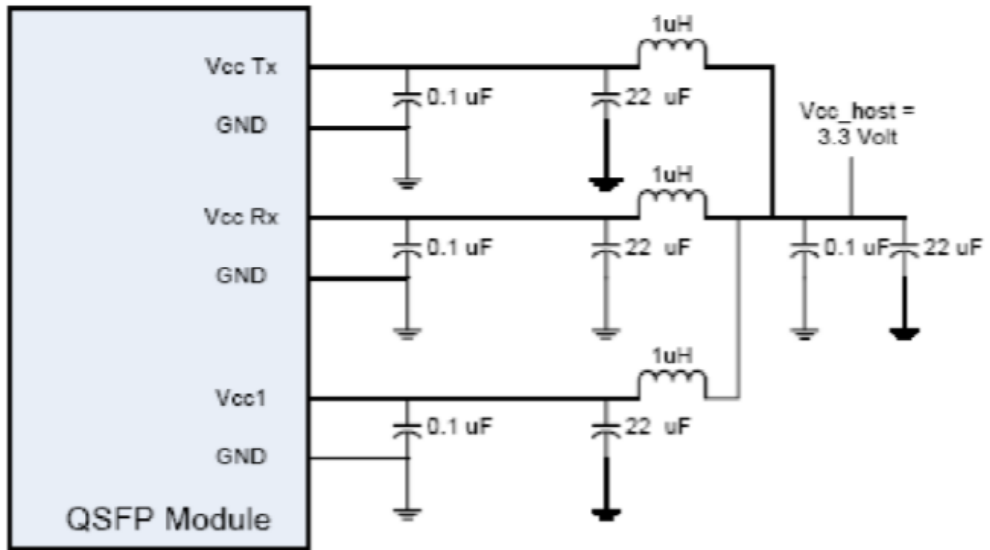 1uH
Vcc Tx
0.1 uF
22 uF
GND
Vcc_host =
3.3 Volt
1uH
Vcc Rx
0.1 uF
22 uF
0.1 uF
22 uF
GND
1uH
Vcc1
0.1 uF
22 uF
GND
QSFP Module